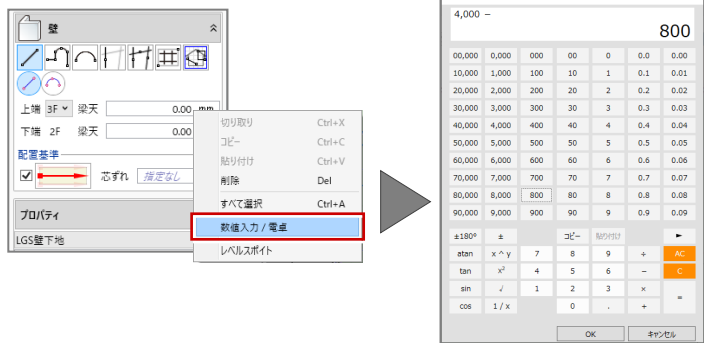 壁
上端 3F 梁天 0.00 mm
下端 2F 梁天 0.00
配置基準
芯ずれ 指定なし
プロパティ
LGS壁下地
切り取り Ctrl+X
コピー Ctrl+C
貼り付け Ctrl+V
削除 Del
すべて選択 Ctrl+A
数値入力 / 電卓
レベルスポイト
4,000 −
800
00,000 0,000 000 00 0 0.0 0.00
10,000 1,000 100 10 1 0.1 0.01
20,000 2,000 200 20 2 0.2 0.02
30,000 3,000 300 30 3 0.3 0.03
40,000 4,000 400 40 4 0.4 0.04
50,000 5,000 500 50 5 0.5 0.05
60,000 6,000 600 60 6 0.6 0.06
70,000 7,000 700 70 7 0.7 0.07
80,000 8,000 800 80 8 0.8 0.08
90,000 9,000 900 90 9 0.9 0.09
±180° ± コピー 貼り付け ►
atan x ^ y 7 8 9 ÷ AC
tan x² 4 5 6 − C
sin √ 1 2 3 × =
cos 1 / x 0 . +
OK キャンセル